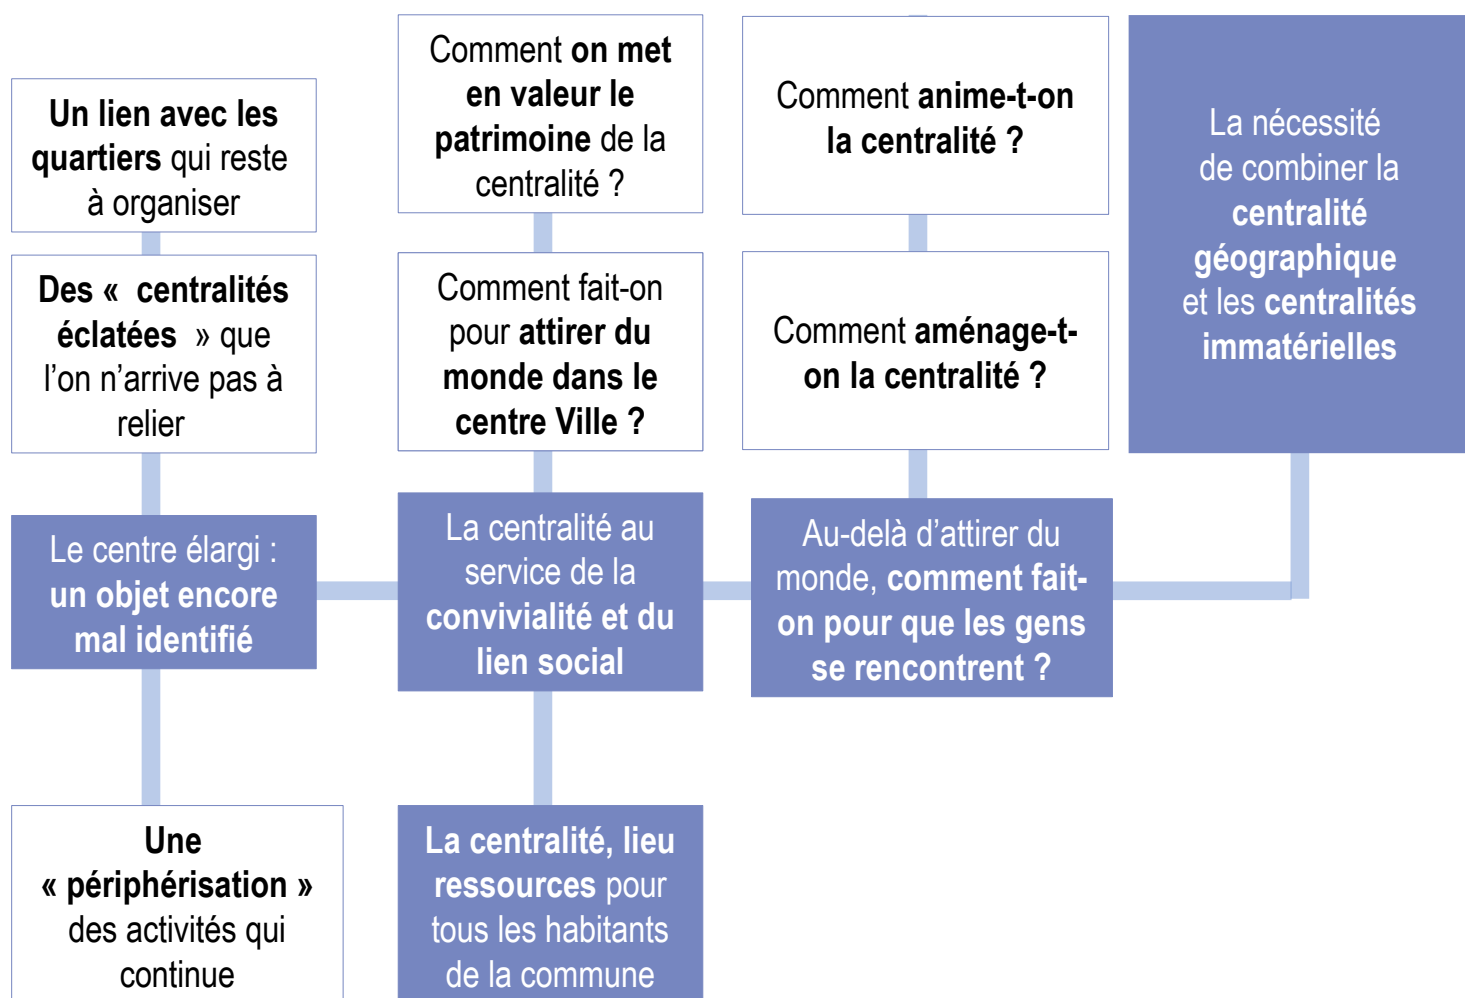 Un lien avec les
quartiers qui reste
à organiser
Des «  centralités
éclatées  » que
l’on n’arrive pas à
relier
Le centre élargi :
un objet encore
mal identifié
Une
« périphérisation »
des activités qui
continue
Comment on met
en valeur le
patrimoine de la
centralité ?
Comment fait-on
pour attirer du
monde dans le
centre Ville ?
La centralité au
service de la
convivialité et du
lien social
La centralité, lieu
ressources pour
tous les habitants
de la commune
Comment anime-t-on
la centralité ?
Comment aménage-t-
on la centralité ?
Au-delà d’attirer du
monde, comment fait-
on pour que les gens
se rencontrent ?
La nécessité
de combiner la
centralité
géographique
et les centralités
immatérielles